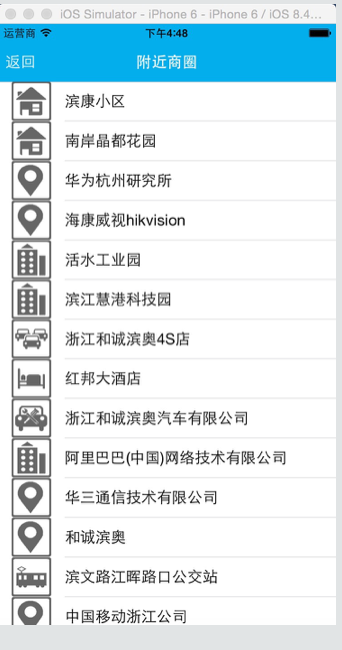 iOS Simulator - iPhone 6 - iPhone 6 / iOS 8.4...
运营商 下午4:48
返回 附近商圈
滨康小区
南岸晶都花园
华为杭州研究所
海康威视hikvision
活水工业园
滨江慧港科技园
浙江和诚滨奥4S店
红邦大酒店
浙江和诚滨奥汽车有限公司
阿里巴巴(中国)网络技术有限公司
华三通信技术有限公司
和诚滨奥
滨文路江晖路口公交站
中国移动浙江公司